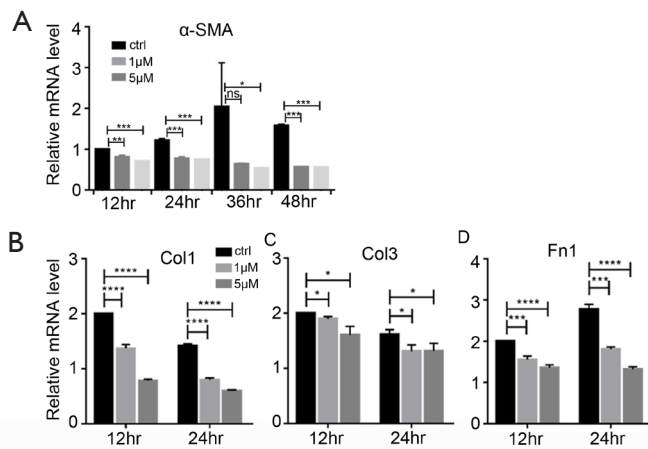 A
α-SMA
Relative mRNA level
4
3
2
1
0
ctrl
1μM
5μM
*** ** *** *** * ns *** ***
12hr 24hr 36hr 48hr
B
Col1
Relative mRNA level
3
2
1
0
ctrl
1μM
5μM
**** **** **** ****
12hr 24hr
C
Col3
3
2
1
0
* * * *
12hr 24hr
D
Fn1
4
3
2
1
0
**** *** **** ***
12hr 24hr